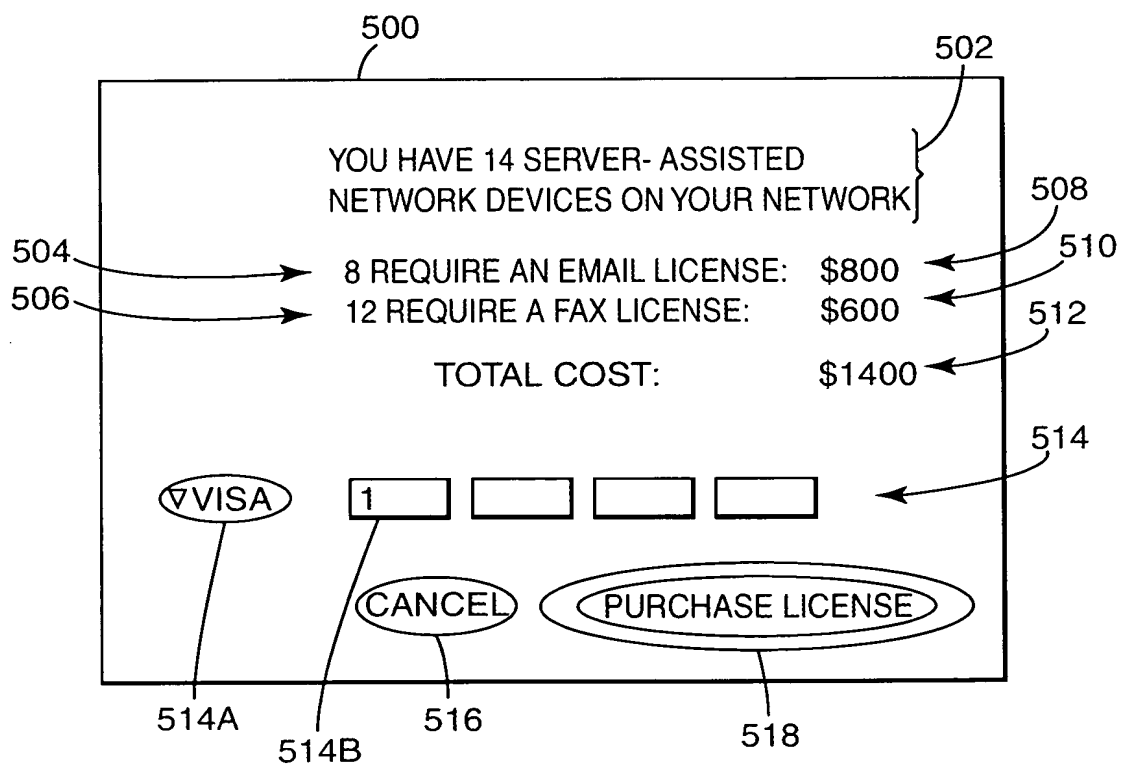 500
502
YOU HAVE 14 SERVER- ASSISTED
NETWORK DEVICES ON YOUR NETWORK
504
8 REQUIRE AN EMAIL LICENSE: $800
508
506
12 REQUIRE A FAX LICENSE: $600
510
TOTAL COST: $1400
512
514
▽VISA 1
CANCEL PURCHASE LICENSE
514A
514B
516
518